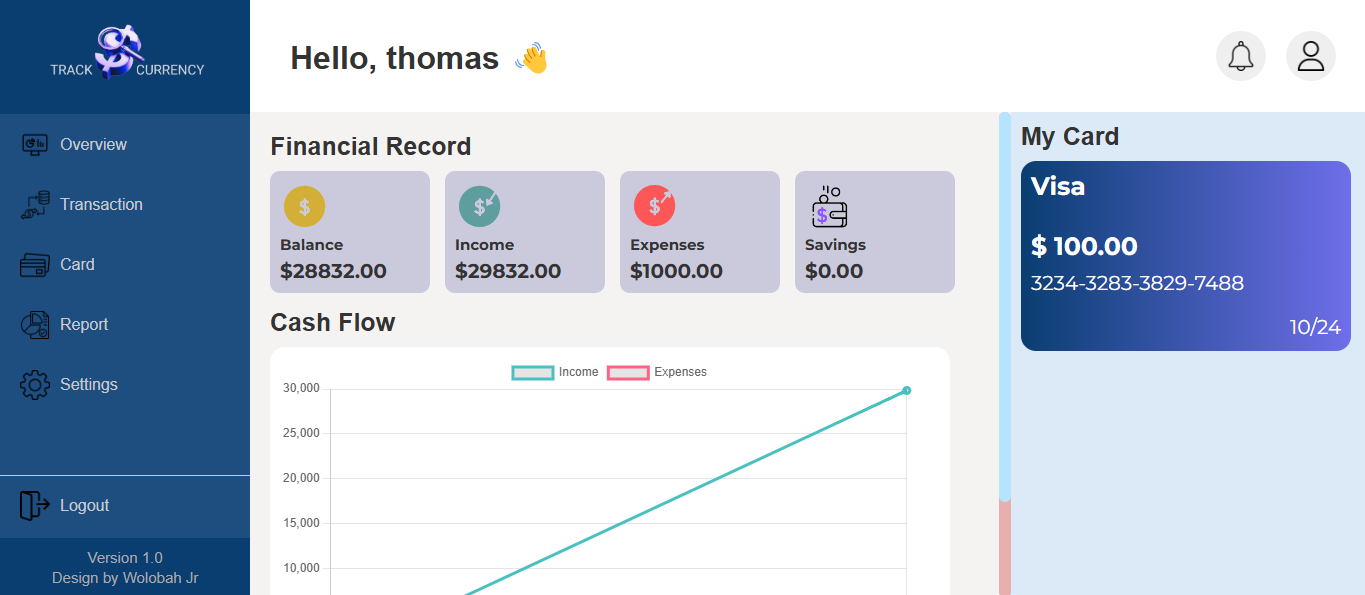 TRACK CURRENCY
Overview
Transaction
Card
Report
Settings
Logout
Version 1.0
Design by Wolobah Jr
Hello, thomas 👋
Financial Record
Balance
$28832.00
Income
$29832.00
Expenses
$1000.00
Savings
$0.00
Cash Flow
Income Expenses
30,000
25,000
20,000
15,000
10,000
My Card
Visa
$ 100.00
3234-3283-3829-7488
10/24